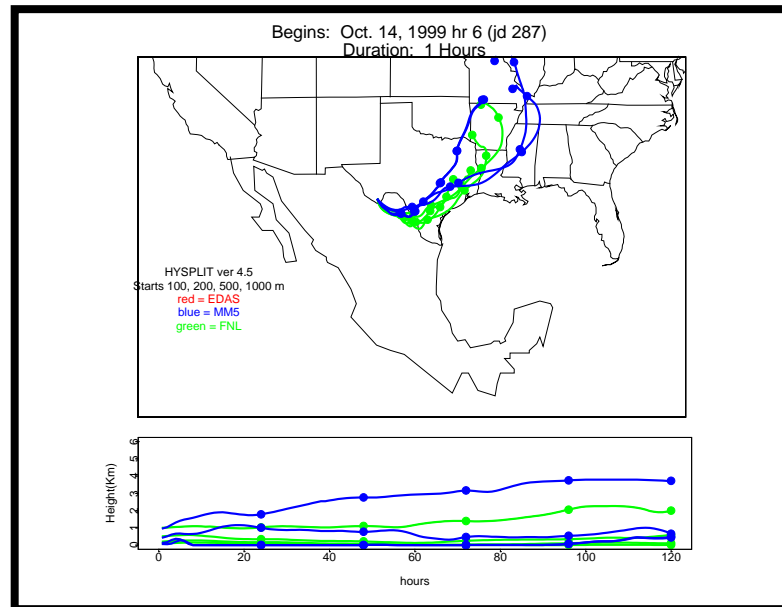 Begins:  Oct. 14, 1999 hr 6 (jd 287)
Duration:  1 Hours
HYSPLIT ver 4.5
Starts 100, 200, 500, 1000 m
red = EDAS
blue = MM5
green = FNL
Height(Km)
6
5
4
3
2
1
0
0 20 40 60 80 100 120
hours